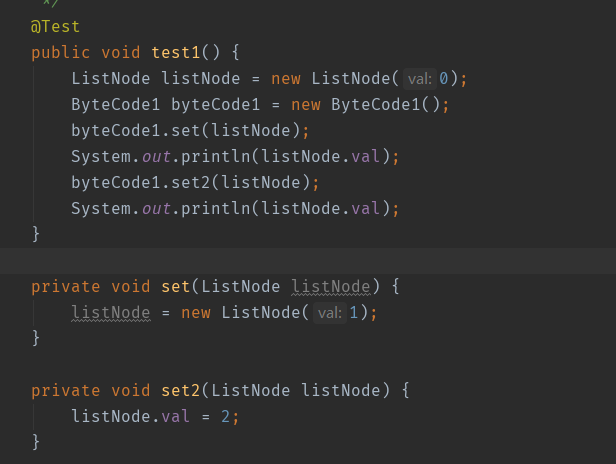 */
@Test
public void test1() {
ListNode listNode = new ListNode( val: 0);
ByteCode1 byteCode1 = new ByteCode1();
byteCode1.set(listNode);
System.out.println(listNode.val);
byteCode1.set2(listNode);
System.out.println(listNode.val);
}
private void set(ListNode listNode) {
listNode = new ListNode( val: 1);
}
private void set2(ListNode listNode) {
listNode.val = 2;
}